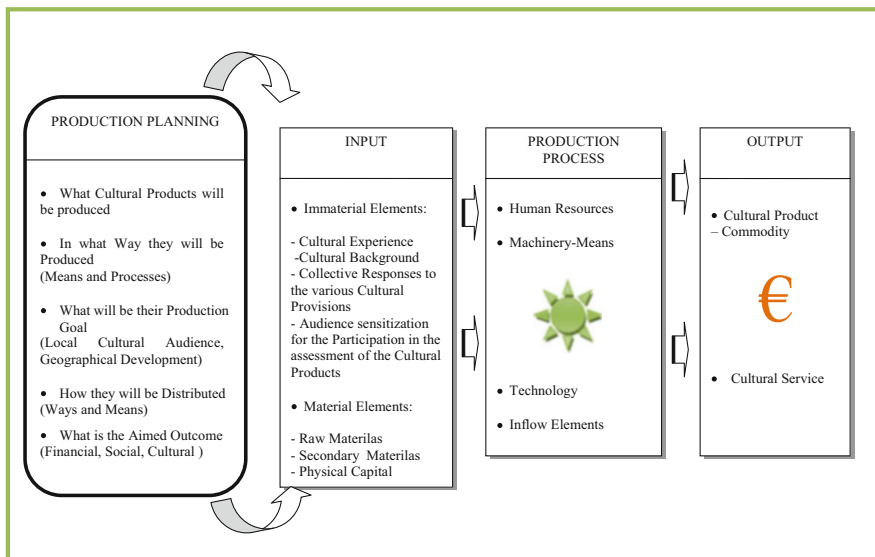 PRODUCTION PLANNING
• What Cultural Products will
be produced
• In what Way they will be
Produced
(Means and Processes)
• What will be their Production
Goal
(Local Cultural Audience,
Geographical Development)
• How they will be Distributed
(Ways and Means)
• What is the Aimed Outcome
(Financial, Social, Cultural )
INPUT
• Immaterial Elements:
- Cultural Experience
-Cultural Background
- Collective Responses to
the various Cultural
Provisions
- Audience sensitization
for the Participation in the
assessment of the Cultural
Products
• Material Elements:
- Raw Materilas
- Secondary Materilas
- Physical Capital
PRODUCTION
PROCESS
• Human Resources
• Machinery-Means
• Technology
• Inflow Elements
OUTPUT
• Cultural Product
– Commodity
€
• Cultural Service